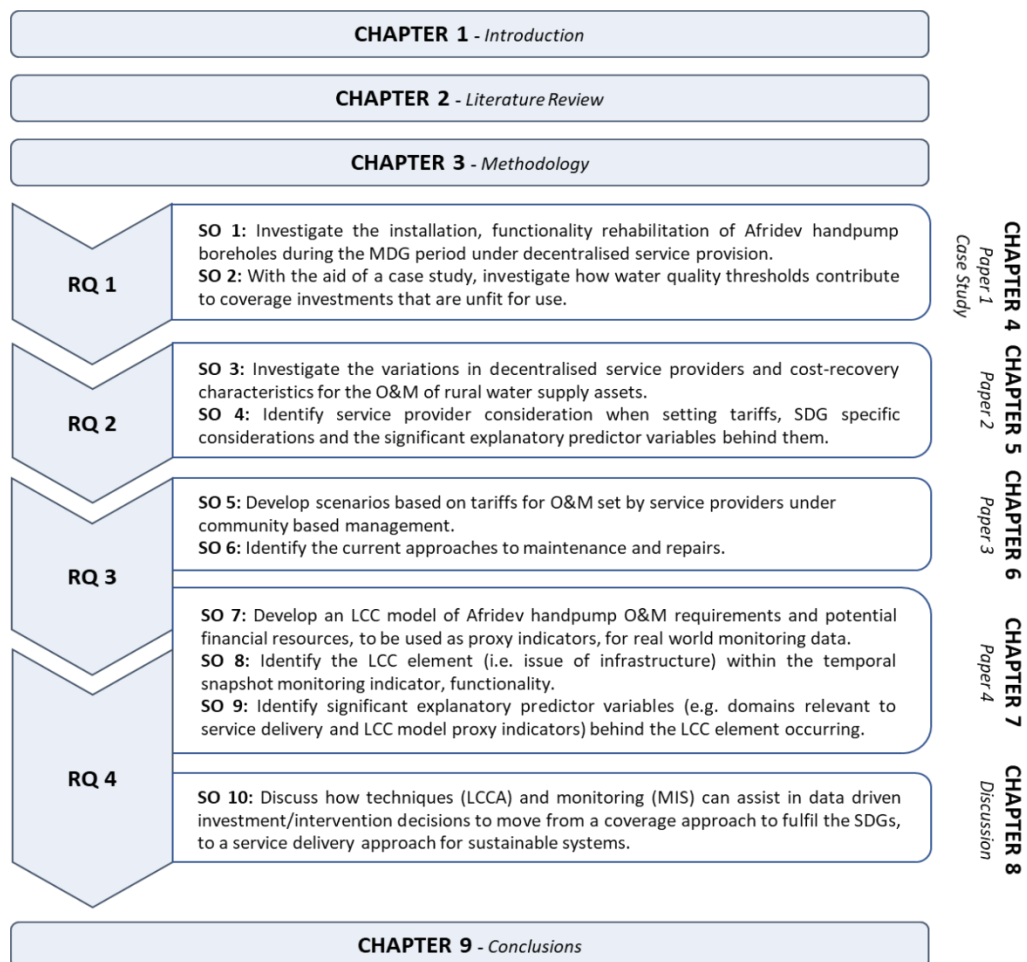 CHAPTER 1 - Introduction
CHAPTER 2 - Literature Review
CHAPTER 3 - Methodology
RQ 1
SO 1: Investigate the installation, functionality rehabilitation of Afridev handpump
boreholes during the MDG period under decentralised service provision.
SO 2: With the aid of a case study, investigate how water quality thresholds contribute
to coverage investments that are unfit for use.
CHAPTER 4
Paper 1
Case Study
RQ 2
SO 3: Investigate the variations in decentralised service providers and cost-recovery
characteristics for the O&M of rural water supply assets.
SO 4: Identify service provider consideration when setting tariffs, SDG specific
considerations and the significant explanatory predictor variables behind them.
CHAPTER 5
Paper 2
RQ 3
SO 5: Develop scenarios based on tariffs for O&M set by service providers under
community based management.
SO 6: Identify the current approaches to maintenance and repairs.
CHAPTER 6
Paper 3
SO 7: Develop an LCC model of Afridev handpump O&M requirements and potential
financial resources, to be used as proxy indicators, for real world monitoring data.
SO 8: Identify the LCC element (i.e. issue of infrastructure) within the temporal
snapshot monitoring indicator, functionality.
SO 9: Identify significant explanatory predictor variables (e.g. domains relevant to
service delivery and LCC model proxy indicators) behind the LCC element occurring.
CHAPTER 7
Paper 4
RQ 4
SO 10: Discuss how techniques (LCCA) and monitoring (MIS) can assist in data driven
investment/intervention decisions to move from a coverage approach to fulfil the SDGs,
to a service delivery approach for sustainable systems.
CHAPTER 8
Discussion
CHAPTER 9 - Conclusions